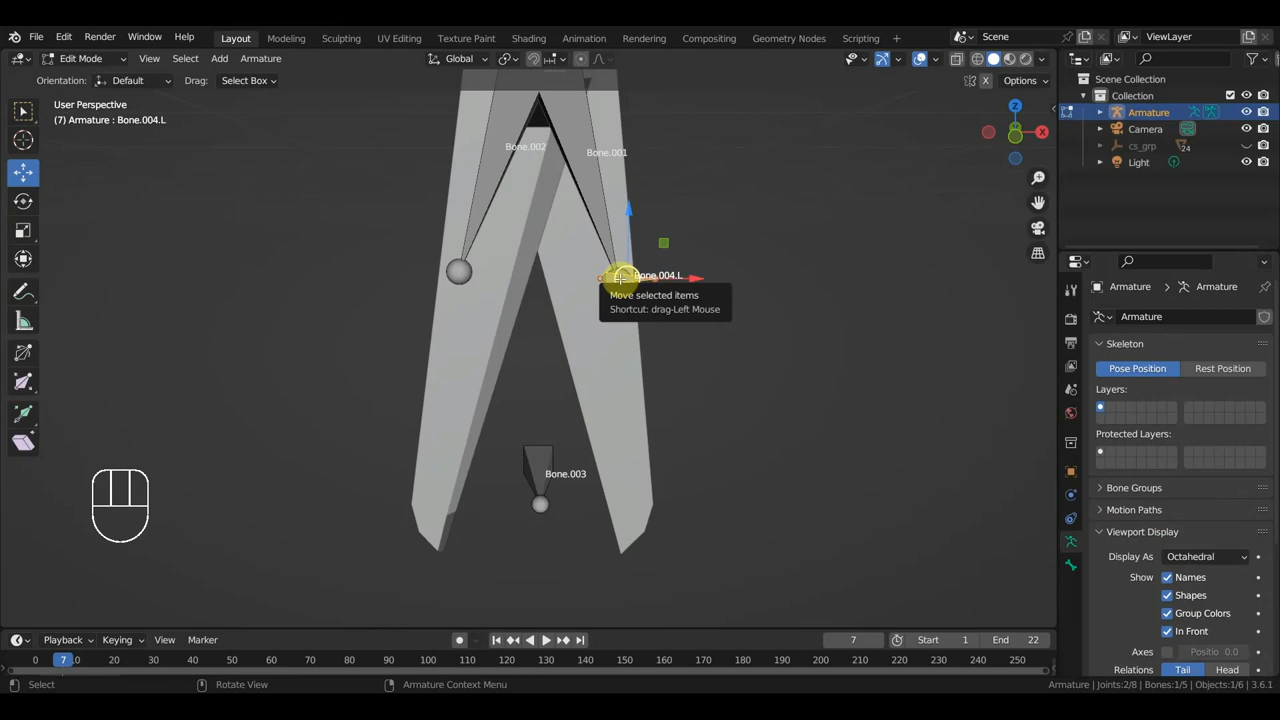 File Edit Render Window Help Layout Modeling Sculpting UV Editing Texture Paint Shading Animation Rendering Compositing Geometry Nodes Scripting + Scene ViewLayer
Edit Mode View Select Add Armature Global Options
Orientation: Default Drag: Select Box X Options
User Perspective
(7) Armature : Bone.004.L
Bone.002
Bone.001
Bone.004.L
Move selected items
Shortcut: drag-Left Mouse
Bone.003
Z
X
Scene Collection
Collection
Armature
Camera
cs_grp 24
Light
Armature Armature
Armature
Skeleton
Pose Position Rest Position
Layers:
Protected Layers:
Bone Groups
Motion Paths
Viewport Display
Display As Octahedral
Show Names
Shapes
Group Colors
In Front
Axes Positio 0.0
Relations Tail Head
Playback Keying View Marker 7 Start 1 End 22
0 7 10 20 30 40 50 60 70 80 90 100 110 120 130 140 150 160 170 180 190 200 210 220 230 240 250
Select Rotate View Armature Context Menu Armature | Joints:2/8 | Bones:1/5 | Objects:1/6 | 3.6.1